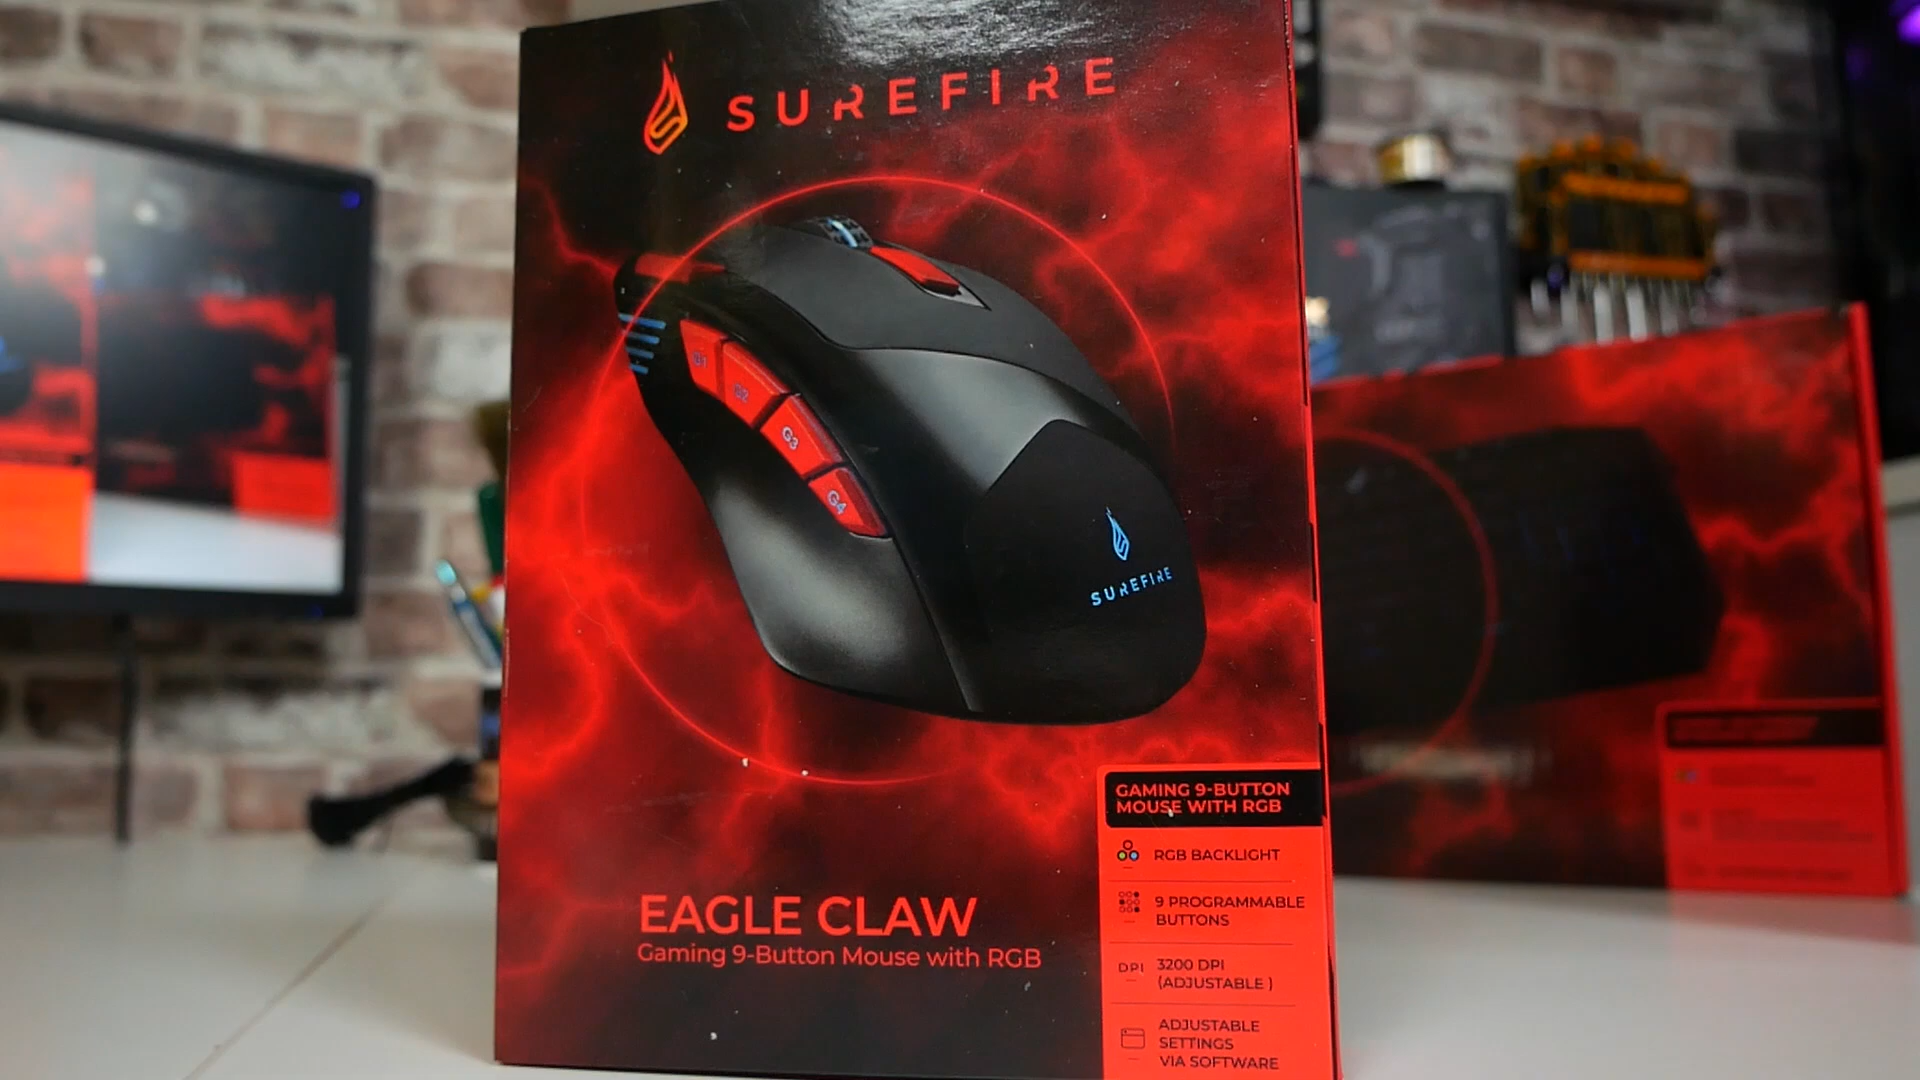 SUREFIRE
G1
G2
G3
G4
SUREFIRE
EAGLE CLAW
Gaming 9-Button Mouse with RGB
GAMING 9-BUTTON
MOUSE WITH RGB
RGB BACKLIGHT
9 PROGRAMMABLE
BUTTONS
DPI
3200 DPI
(ADJUSTABLE )
ADJUSTABLE
SETTINGS
VIA SOFTWARE